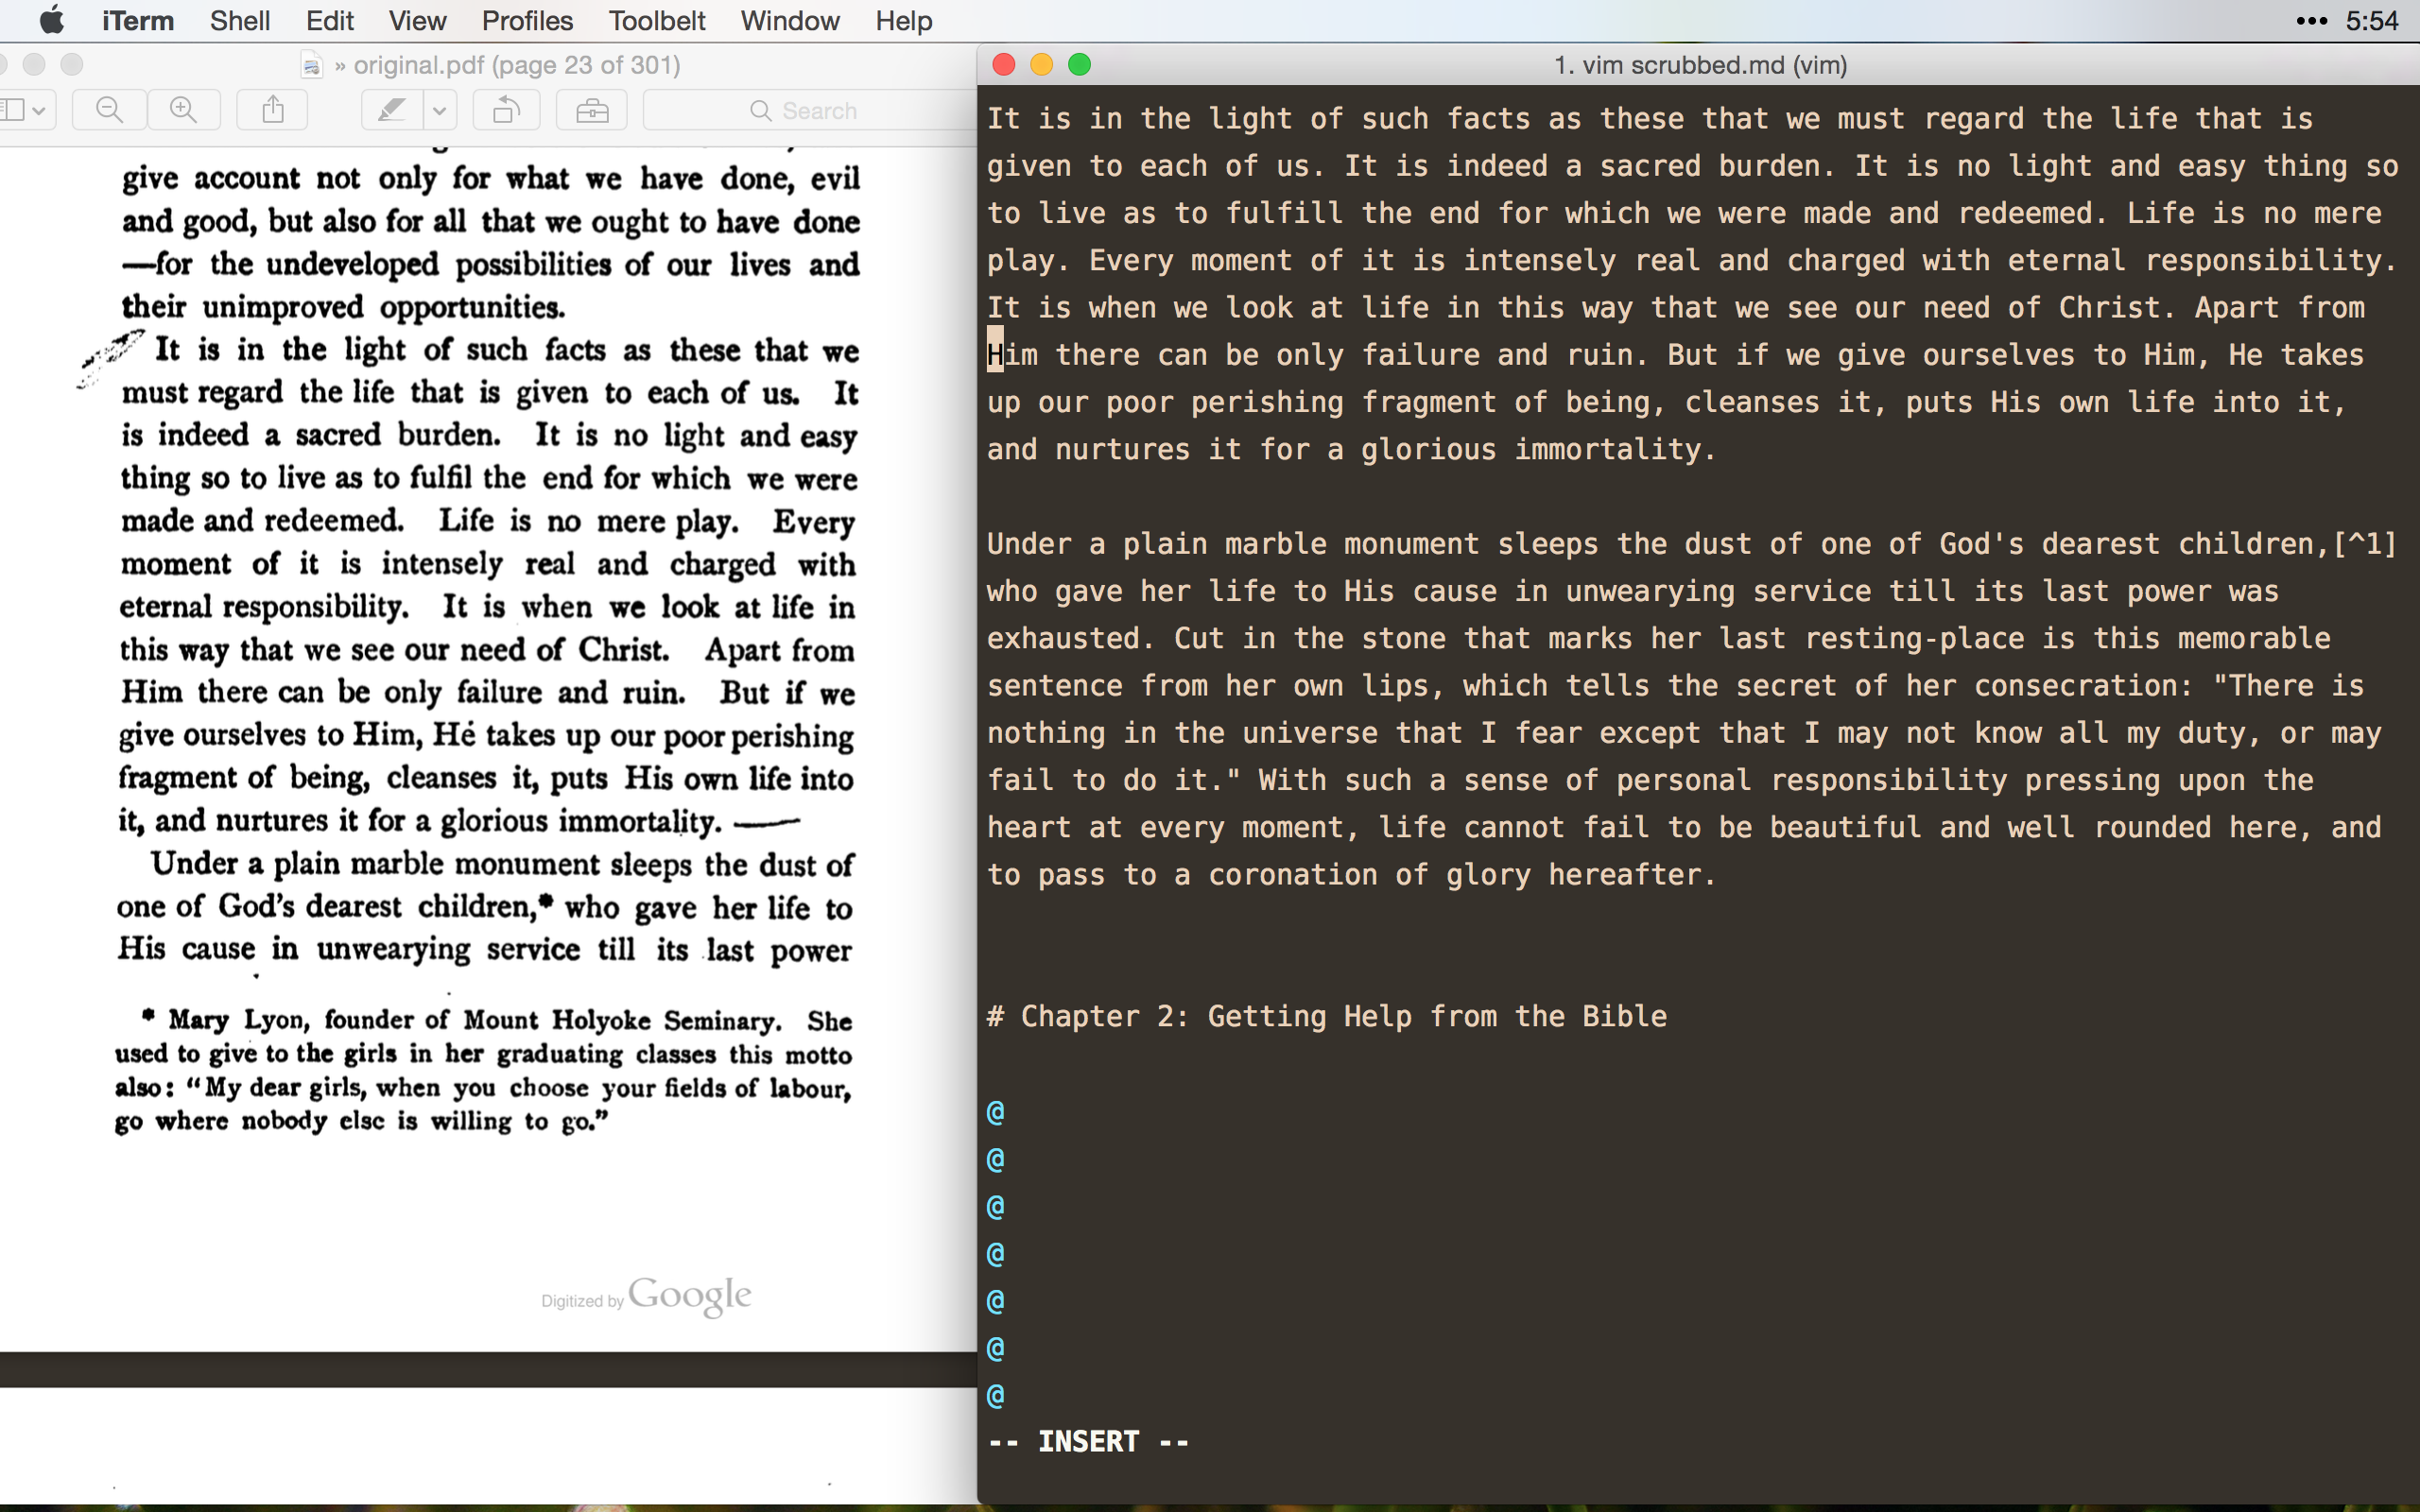 iTerm Shell Edit View Profiles Toolbelt Window Help ••• 5:54
» original.pdf (page 23 of 301)
Search
give account not only for what we have done, evil
and good, but also for all that we ought to have done
—for the undeveloped possibilities of our lives and
their unimproved opportunities.
It is in the light of such facts as these that we
must regard the life that is given to each of us. It
is indeed a sacred burden. It is no light and easy
thing so to live as to fulfil the end for which we were
made and redeemed. Life is no mere play. Every
moment of it is intensely real and charged with
eternal responsibility. It is when we look at life in
this way that we see our need of Christ. Apart from
Him there can be only failure and ruin. But if we
give ourselves to Him, He takes up our poor perishing
fragment of being, cleanses it, puts His own life into
it, and nurtures it for a glorious immortality.
Under a plain marble monument sleeps the dust of
one of God's dearest children,* who gave her life to
His cause in unwearying service till its last power
* Mary Lyon, founder of Mount Holyoke Seminary. She
used to give to the girls in her graduating classes this motto
also: “My dear girls, when you choose your fields of labour,
go where nobody else is willing to go.”
Digitized by Google
1. vim scrubbed.md (vim)
It is in the light of such facts as these that we must regard the life that is
given to each of us. It is indeed a sacred burden. It is no light and easy thing so
to live as to fulfill the end for which we were made and redeemed. Life is no mere
play. Every moment of it is intensely real and charged with eternal responsibility.
It is when we look at life in this way that we see our need of Christ. Apart from
Him there can be only failure and ruin. But if we give ourselves to Him, He takes
up our poor perishing fragment of being, cleanses it, puts His own life into it,
and nurtures it for a glorious immortality.
Under a plain marble monument sleeps the dust of one of God's dearest children,[^1]
who gave her life to His cause in unwearying service till its last power was
exhausted. Cut in the stone that marks her last resting-place is this memorable
sentence from her own lips, which tells the secret of her consecration: "There is
nothing in the universe that I fear except that I may not know all my duty, or may
fail to do it." With such a sense of personal responsibility pressing upon the
heart at every moment, life cannot fail to be beautiful and well rounded here, and
to pass to a coronation of glory hereafter.
# Chapter 2: Getting Help from the Bible
@
@
@
@
@
@
@
-- INSERT --